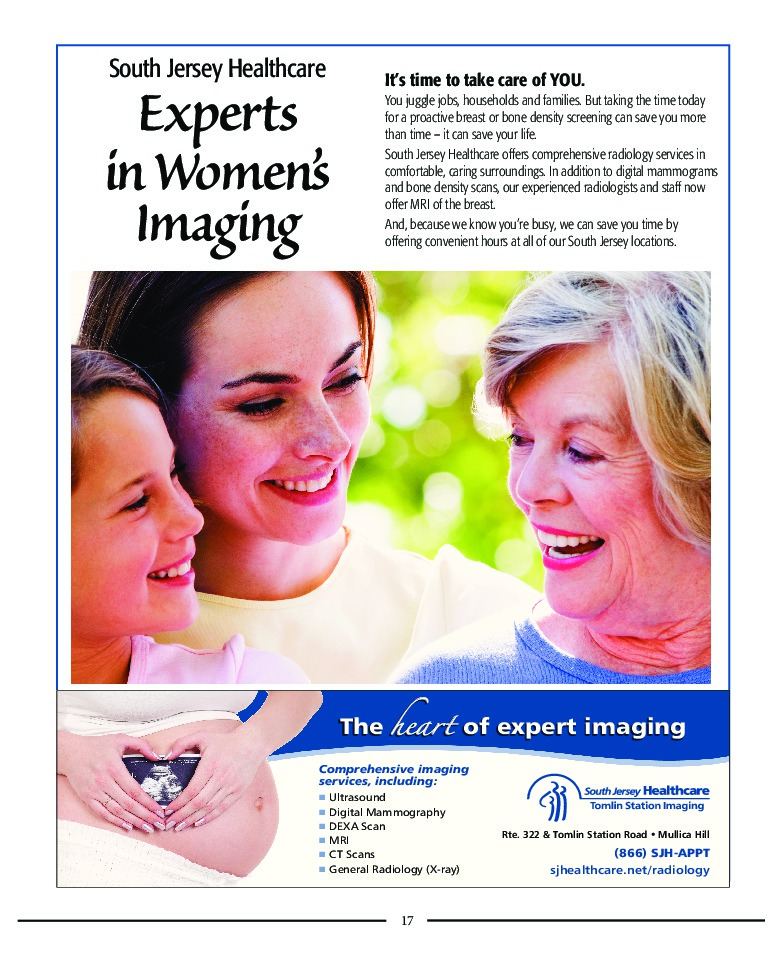 South Jersey Healthcare
Experts
in Women's
Imaging
It's time to take care of YOU.
You juggle jobs, households and families. But taking the time today
for a proactive breast or bone density screening can save you more
than time – it can save your life.
South Jersey Healthcare offers comprehensive radiology services in
comfortable, caring surroundings. In addition to digital mammograms
and bone density scans, our experienced radiologists and staff now
offer MRI of the breast.
And, because we know you're busy, we can save you time by
offering convenient hours at all of our South Jersey locations.
The heart of expert imaging
Comprehensive imaging
services, including:
■ Ultrasound
■ Digital Mammography
■ DEXA Scan
■ MRI
■ CT Scans
■ General Radiology (X-ray)
South Jersey Healthcare
Tomlin Station Imaging
Rte. 322 & Tomlin Station Road • Mullica Hill
(866) SJH-APPT
sjhealthcare.net/radiology
17